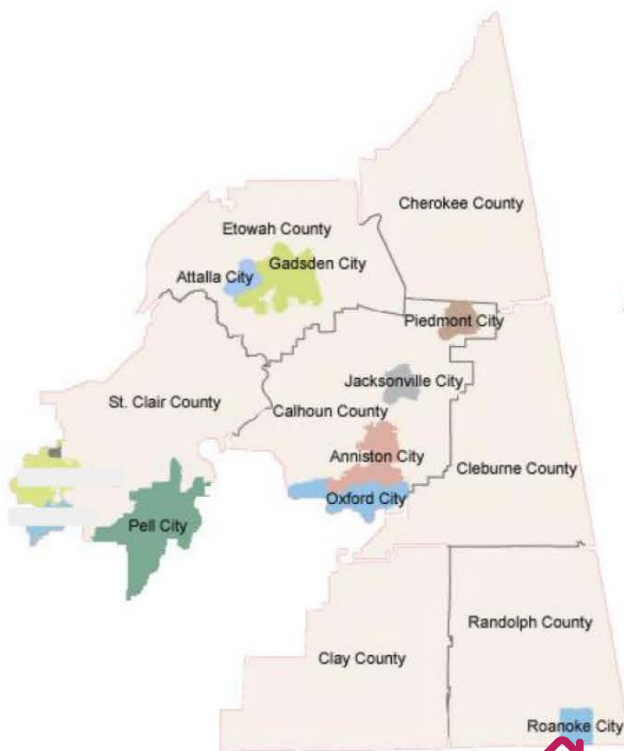 Cherokee County
Etowah County
Gadsden City
Attalla City
Piedmont City
Jacksonville City
St. Clair County
Calhoun County
Anniston City
Cleburne County
Oxford City
Pell City
Randolph County
Clay County
Roanoke City